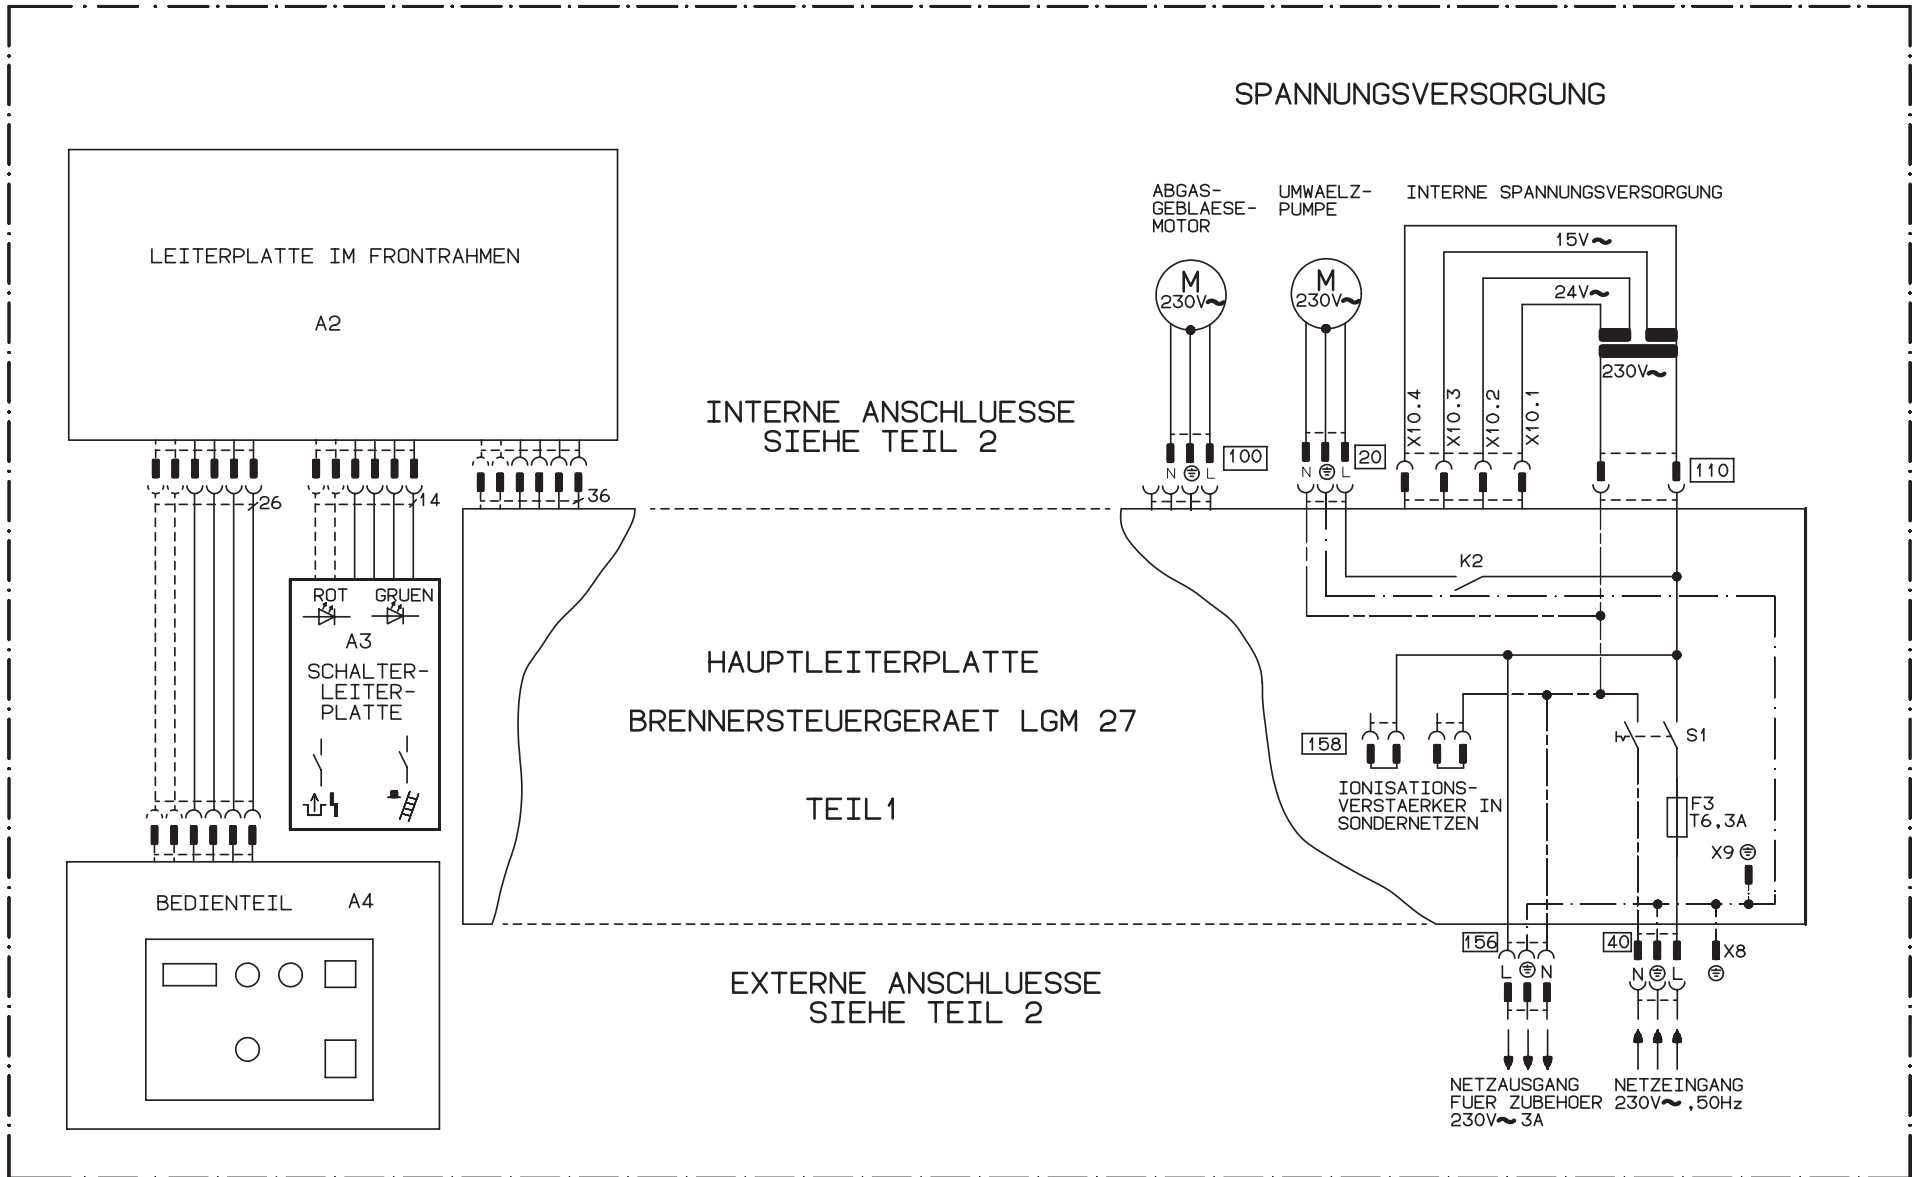 SPANNUNGSVERSORGUNG
ABGAS-
GEBLAESE-
MOTOR
UMWAELZ-
PUMPE
INTERNE SPANNUNGSVERSORGUNG
15V~
24V~
M
230V~
M
230V~
230V~
LEITERPLATTE IM FRONTRAHMEN
A2
INTERNE ANSCHLUESSE
SIEHE TEIL 2
X10.4
X10.3
X10.2
X10.1
100
N
L
20
N
L
110
26
14
36
K2
ROT
GRUEN
A3
SCHALTER-
LEITER-
PLATTE
HAUPTLEITERPLATTE
BRENNERSTEUERGERAET LGM 27
TEIL1
158
S1
IONISATIONS-
VERSTAERKER IN
SONDERNETZEN
F3
T6,3A
X9
BEDIENTEIL
A4
EXTERNE ANSCHLUESSE
SIEHE TEIL 2
156
L
N
40
N
L
X8
NETZAUSGANG
FUER ZUBEHOER
230V~ 3A
NETZEINGANG
230V~ ,50Hz